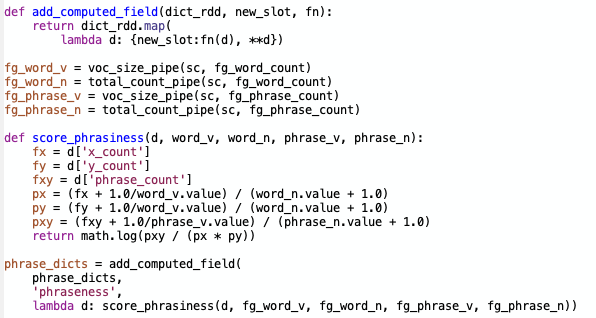 def add_computed_field(dict_rdd, new_slot, fn):
    return dict_rdd.map(
        lambda d: {new_slot:fn(d), **d})

fg_word_v = voc_size_pipe(sc, fg_word_count)
fg_word_n = total_count_pipe(sc, fg_word_count)
fg_phrase_v = voc_size_pipe(sc, fg_phrase_count)
fg_phrase_n = total_count_pipe(sc, fg_phrase_count)

def score_phrasiness(d, word_v, word_n, phrase_v, phrase_n):
    fx = d['x_count']
    fy = d['y_count']
    fxy = d['phrase_count']
    px = (fx + 1.0/word_v.value) / (word_n.value + 1.0)
    py = (fy + 1.0/word_v.value) / (word_n.value + 1.0)
    pxy = (fxy + 1.0/phrase_v.value) / (phrase_n.value + 1.0)
    return math.log(pxy / (px * py))

phrase_dicts = add_computed_field(
    phrase_dicts,
    'phraseness',
    lambda d: score_phrasiness(d, fg_word_v, fg_word_n, fg_phrase_v, fg_phrase_n))